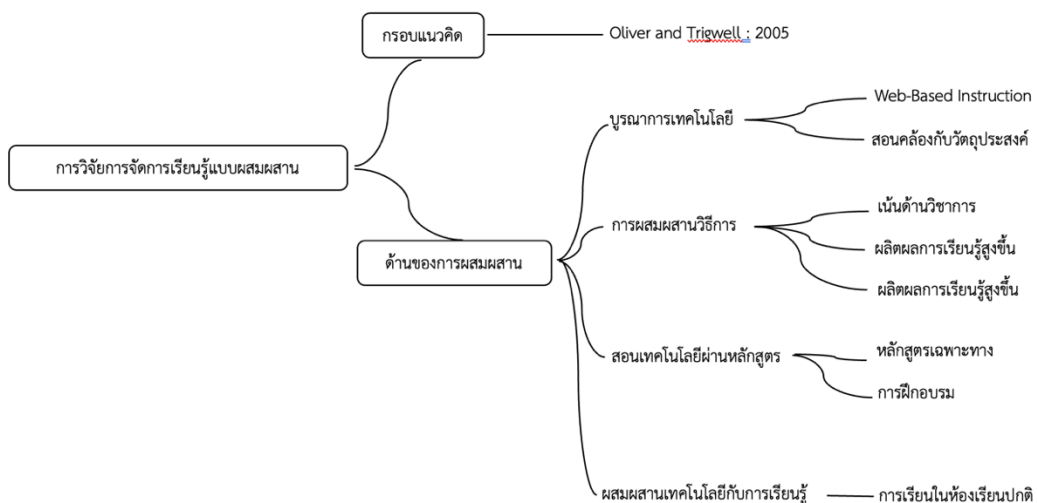 กรอบแนวคิด
Oliver and Trigwell : 2005
การวิจัยการจัดการเรียนรู้แบบผสมผสาน
ด้านของการผสมผสาน
บูรณาการเทคโนโลยี
Web-Based Instruction
สอนคล้องกับวัตถุประสงค์
การผสมผสานวิธีการ
เน้นด้านวิชาการ
ผลิตผลการเรียนรู้สูงขึ้น
ผลิตผลการเรียนรู้สูงขึ้น
สอนเทคโนโลยีผ่านหลักสูตร
หลักสูตรเฉพาะทาง
การฝึกอบรม
ผสมผสานเทคโนโลยีกับการเรียนรู้
การเรียนในห้องเรียนปกติ